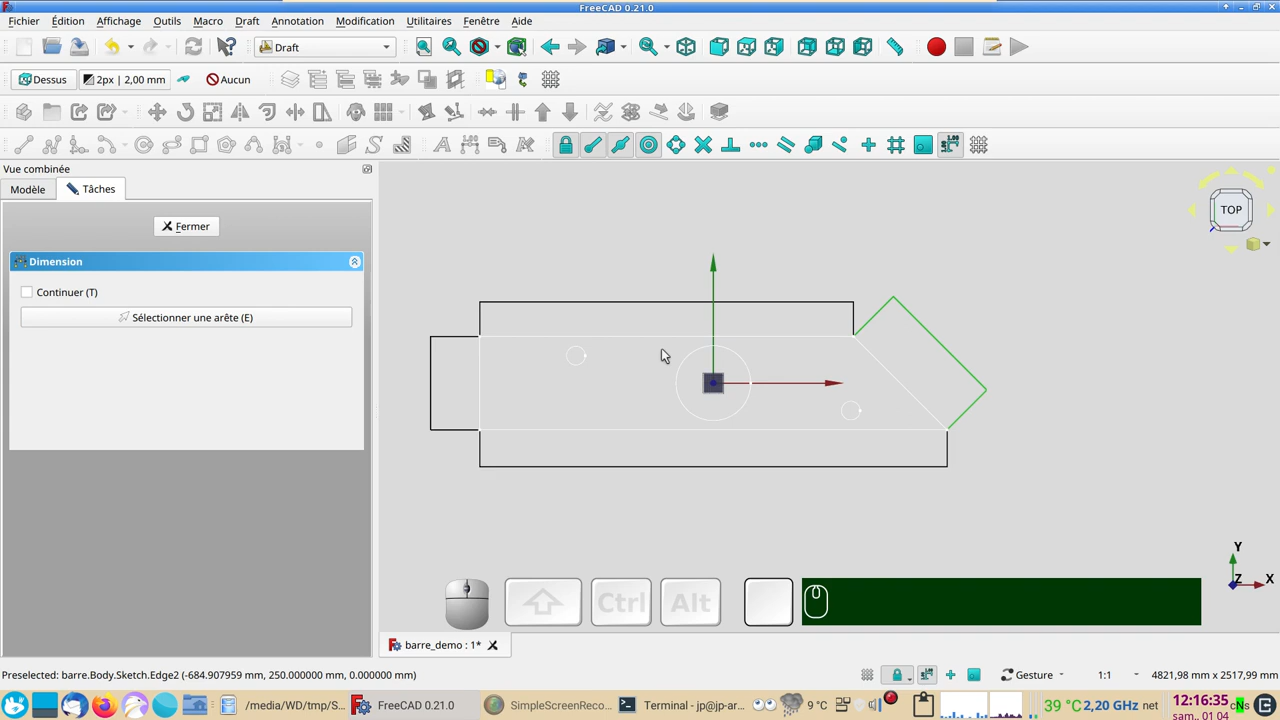 FreeCAD 0.21.0
Fichier Édition Affichage Outils Macro Draft Annotation Modification Utilitaires Fenêtre Aide
Draft
Dessus 2px | 2,00 mm Aucun
Vue combinée
Modèle Tâches
Fermer
Dimension
Continuer (T)
Sélectionner une arête (E)
TOP
Y
Z
X
Ctrl Alt
barre_demo : 1*
Preselected: barre.Body.Sketch.Edge2 (-684.907959 mm, 250.000000 mm, (0.000000 mm) Gesture 1:1 4821,98 mm x 2517,99 mm
/media/WD/tmp/S... FreeCAD 0.21.0 SimpleScreenReco... Terminal - jp@jp-ar... 9 °C 39 °C 2,20 GHz net 12:16:35
sam., 01 04